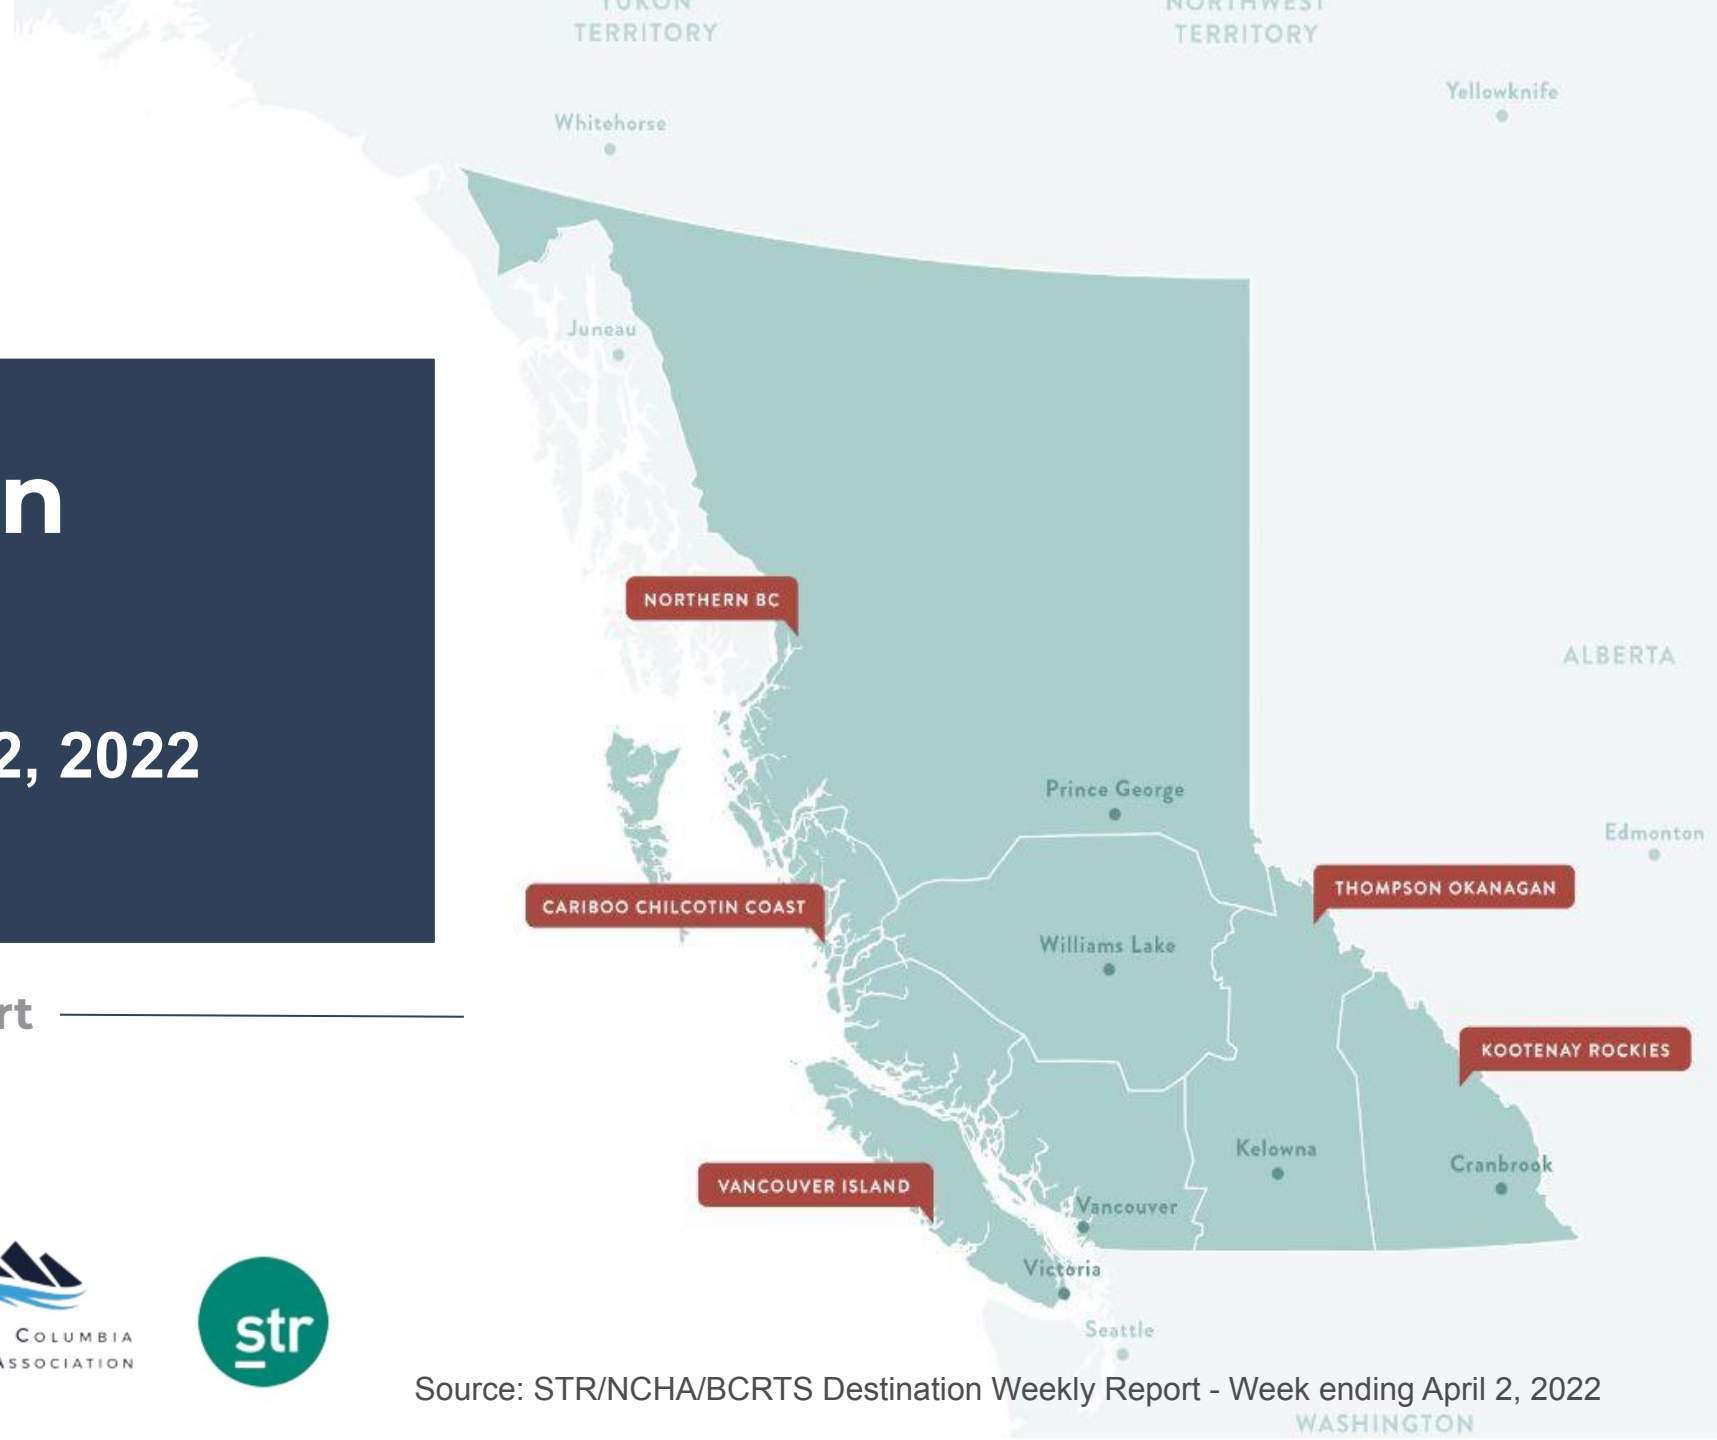 YUKON
TERRITORY
NORTHWEST
TERRITORY
Yellowknife
Whitehorse
Juneau
n
NORTHERN BC
ALBERTA
2, 2022
Prince George
Edmonton
THOMPSON OKANAGAN
CARIBOO CHILCOTIN COAST
Williams Lake
rt
KOOTENAY ROCKIES
Kelowna
Cranbrook
VANCOUVER ISLAND
Vancouver
Victoria
COLUMBIA
ASSOCIATION
str
Seattle
Source: STR/NCHA/BCRTS Destination Weekly Report - Week ending April 2, 2022
WASHINGTON